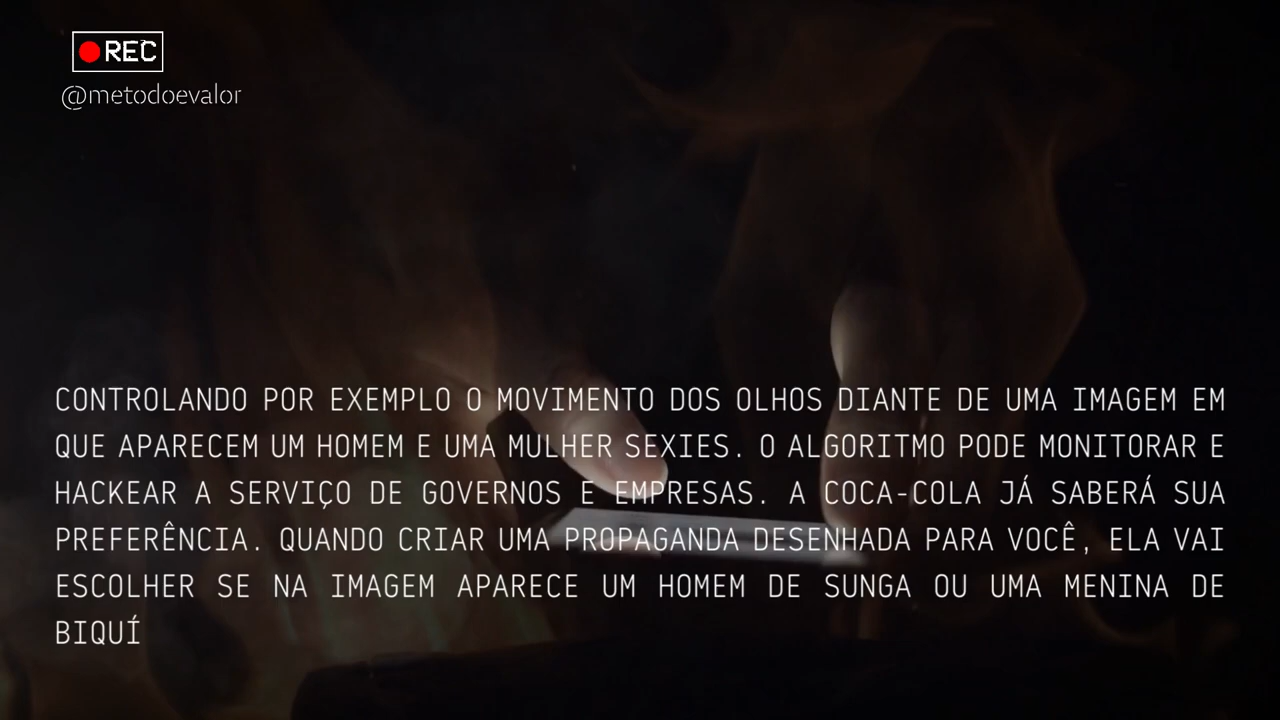 REC
@metodoevalor
CONTROLANDO POR EXEMPLO O MOVIMENTO DOS OLHOS DIANTE DE UMA IMAGEM EM
QUE APARECEM UM HOMEM E UMA MULHER SEXIES. O ALGORITMO PODE MONITORAR E
HACKEAR A SERVIÇO DE GOVERNOS E EMPRESAS. A COCA-COLA JÁ SABERÁ SUA
PREFERÊNCIA. QUANDO CRIAR UMA PROPAGANDA DESENHADA PARA VOCÊ, ELA VAI
ESCOLHER SE NA IMAGEM APARECE UM HOMEM DE SUNGA OU UMA MENINA DE
BIQUÍ